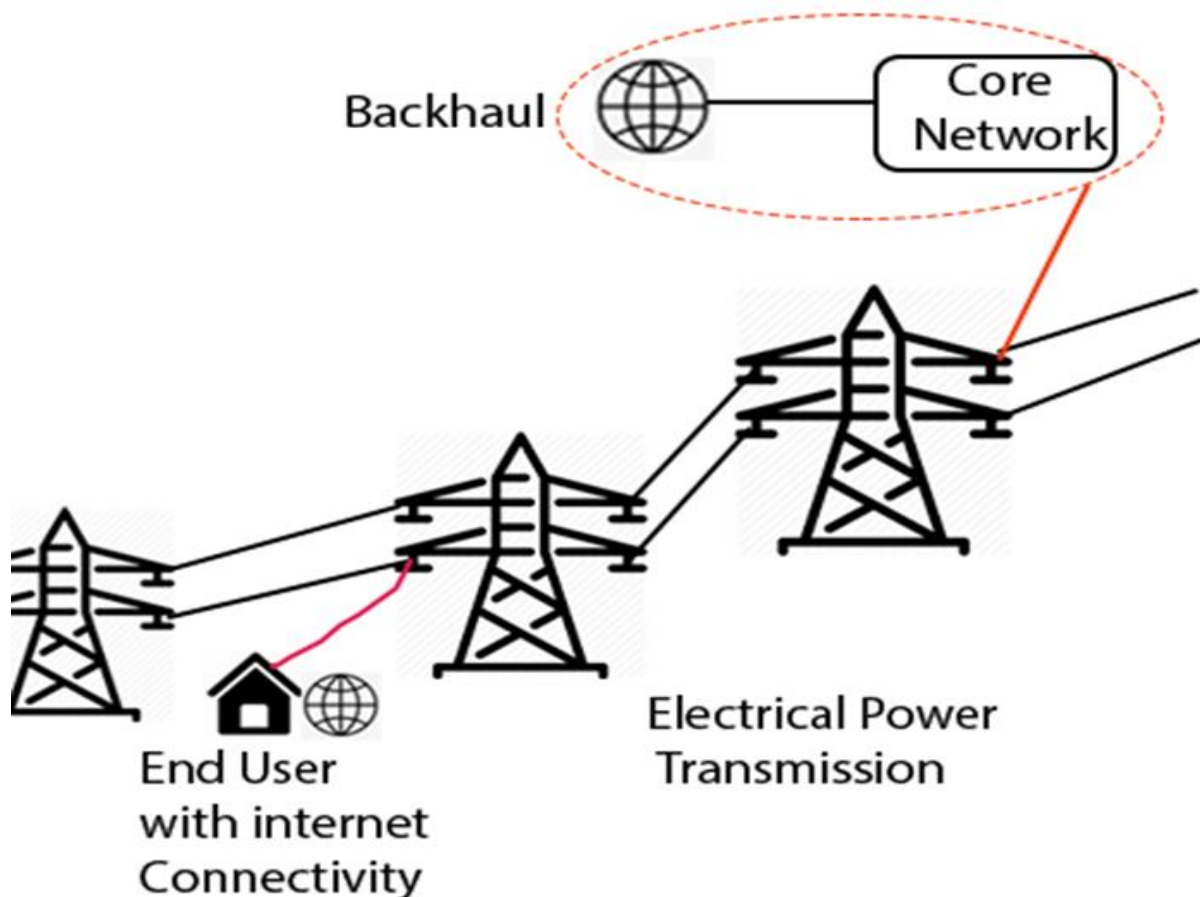 Core
Network
Backhaul
Electrical Power
Transmission
End User
with internet
Connectivity